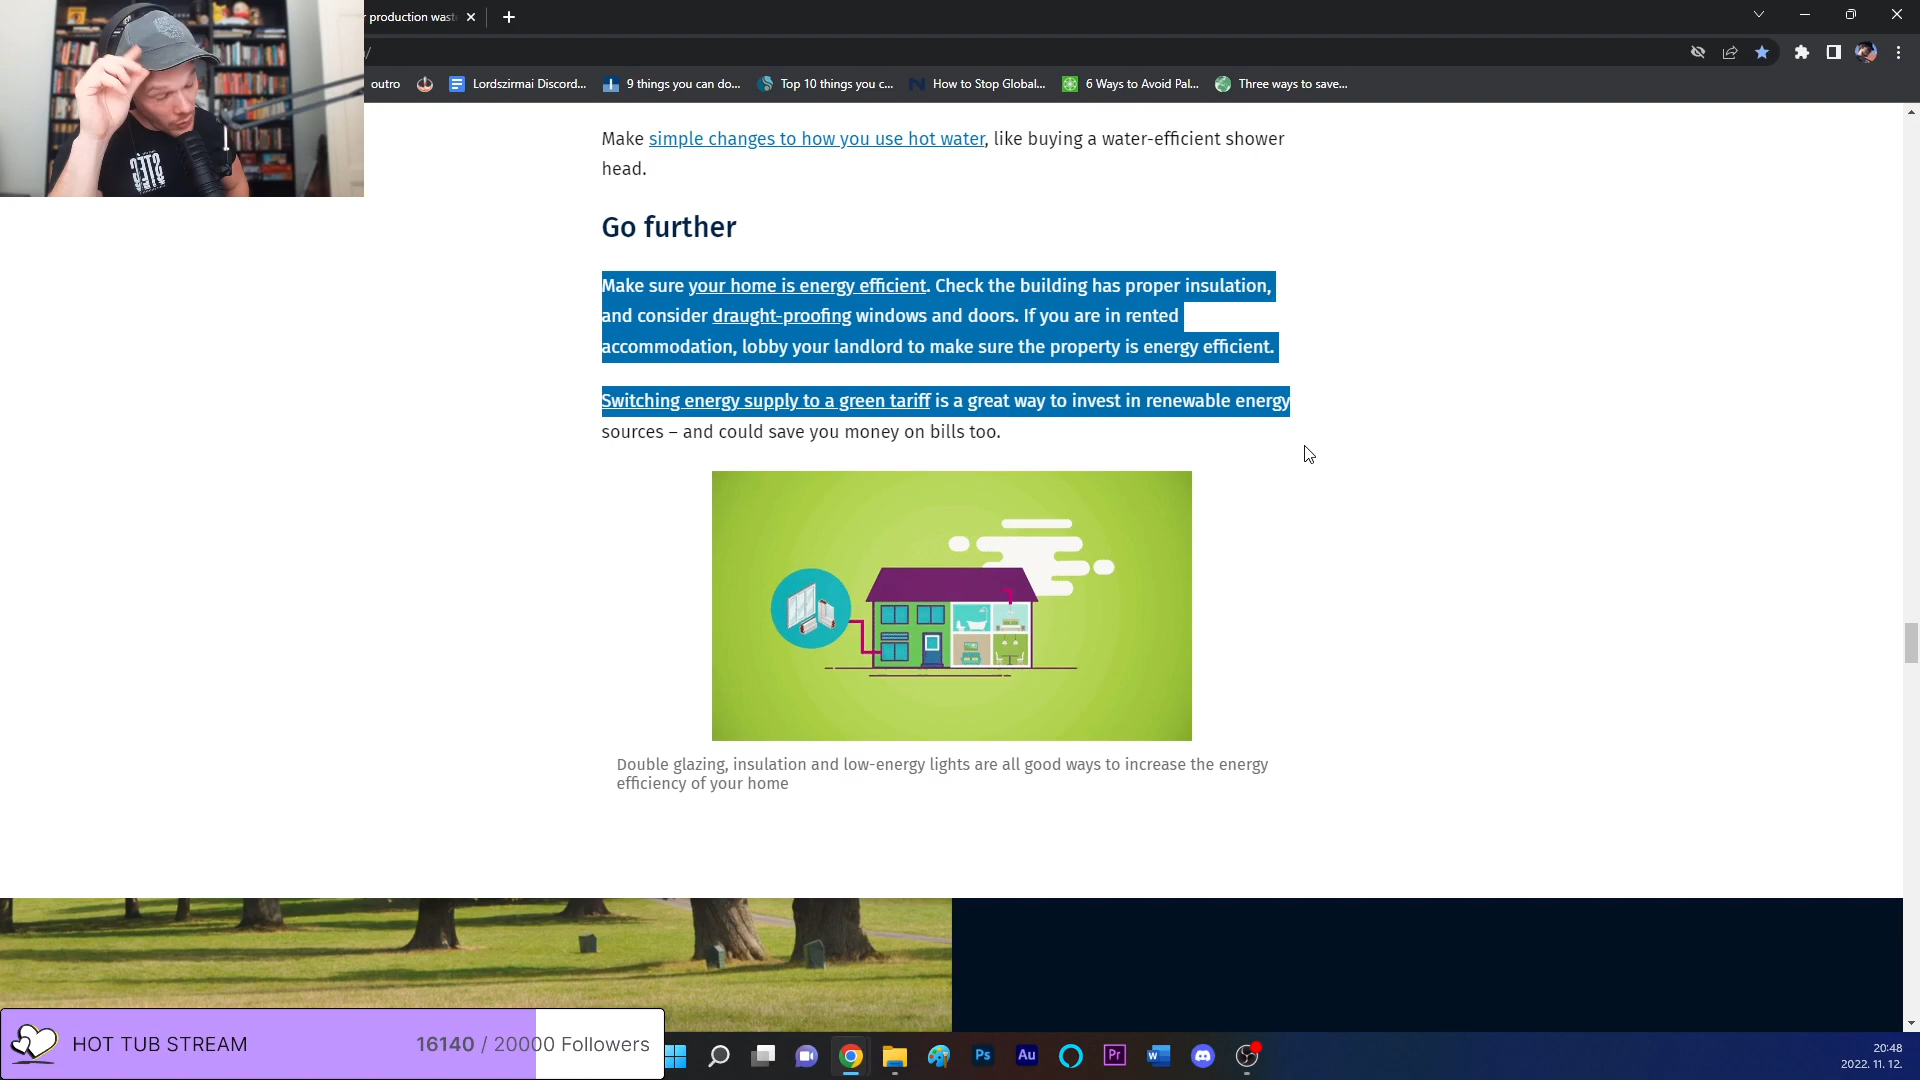 r production wast
/
outro
Lordszirmai Discord...
9 things you can do...
Top 10 things you c...
How to Stop Global...
6 Ways to Avoid Pal...
Three ways to save...
Make simple changes to how you use hot water, like buying a water-efficient shower
head.
Go further
Make sure your home is energy efficient. Check the building has proper insulation,
and consider draught-proofing windows and doors. If you are in rented
accommodation, lobby your landlord to make sure the property is energy efficient.
Switching energy supply to a green tariff is a great way to invest in renewable energy
sources – and could save you money on bills too.
Double glazing, insulation and low-energy lights are all good ways to increase the energy
efficiency of your home
HOT TUB STREAM
16140 / 20000 Followers
Ps
Au
Pr
W
20:48
2022. 11. 12.